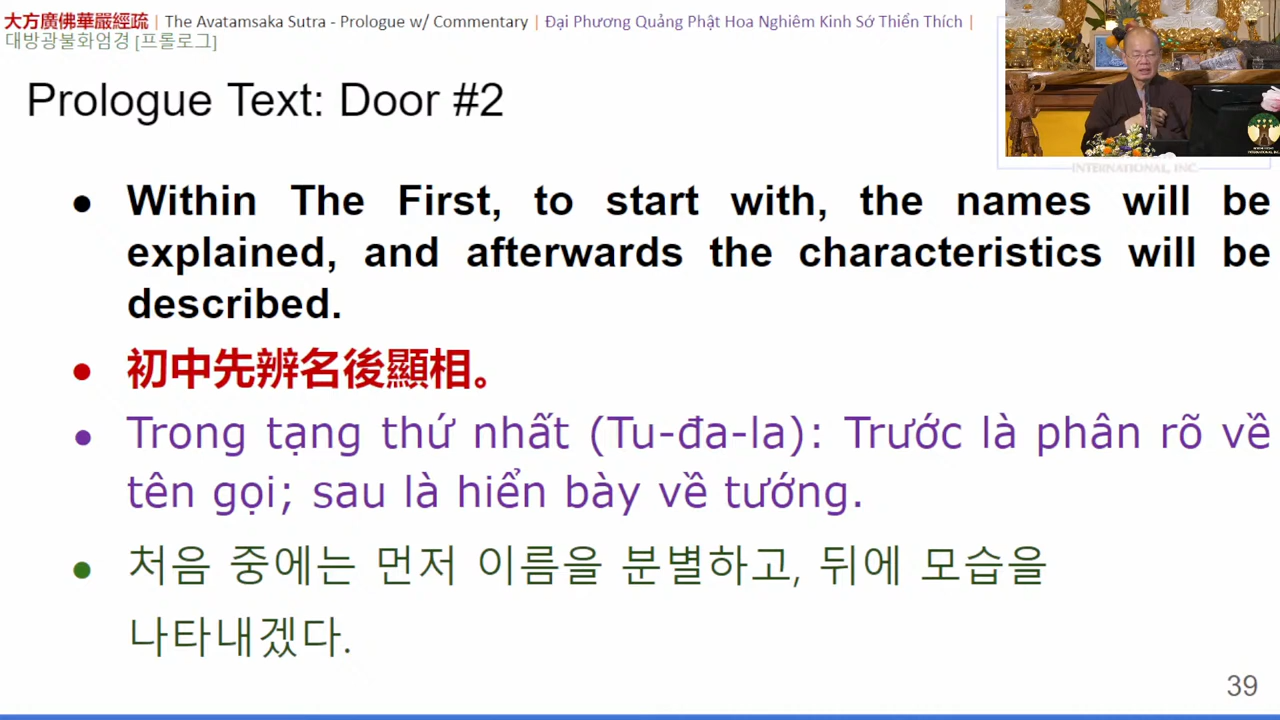 大方廣佛華嚴經疏 | The Avatamsaka Sutra - Prologue w/ Commentary | Đại Phương Quảng Phật Hoa Nghiêm Kinh Sớ Thiển Thích |
대방광불화엄경 [프롤로그]
Prologue Text: Door #2
INTERNATIONAL, INC.
• Within The First, to start with, the names will be
explained, and afterwards the characteristics will be
described.
• 初中先辨名後顯相。
• Trong tạng thứ nhất (Tu-đa-la): Trước là phân rõ về
tên gọi; sau là hiển bày về tướng.
• 처음 중에는 먼저 이름을 분별하고, 뒤에 모습을
나타내겠다.
39